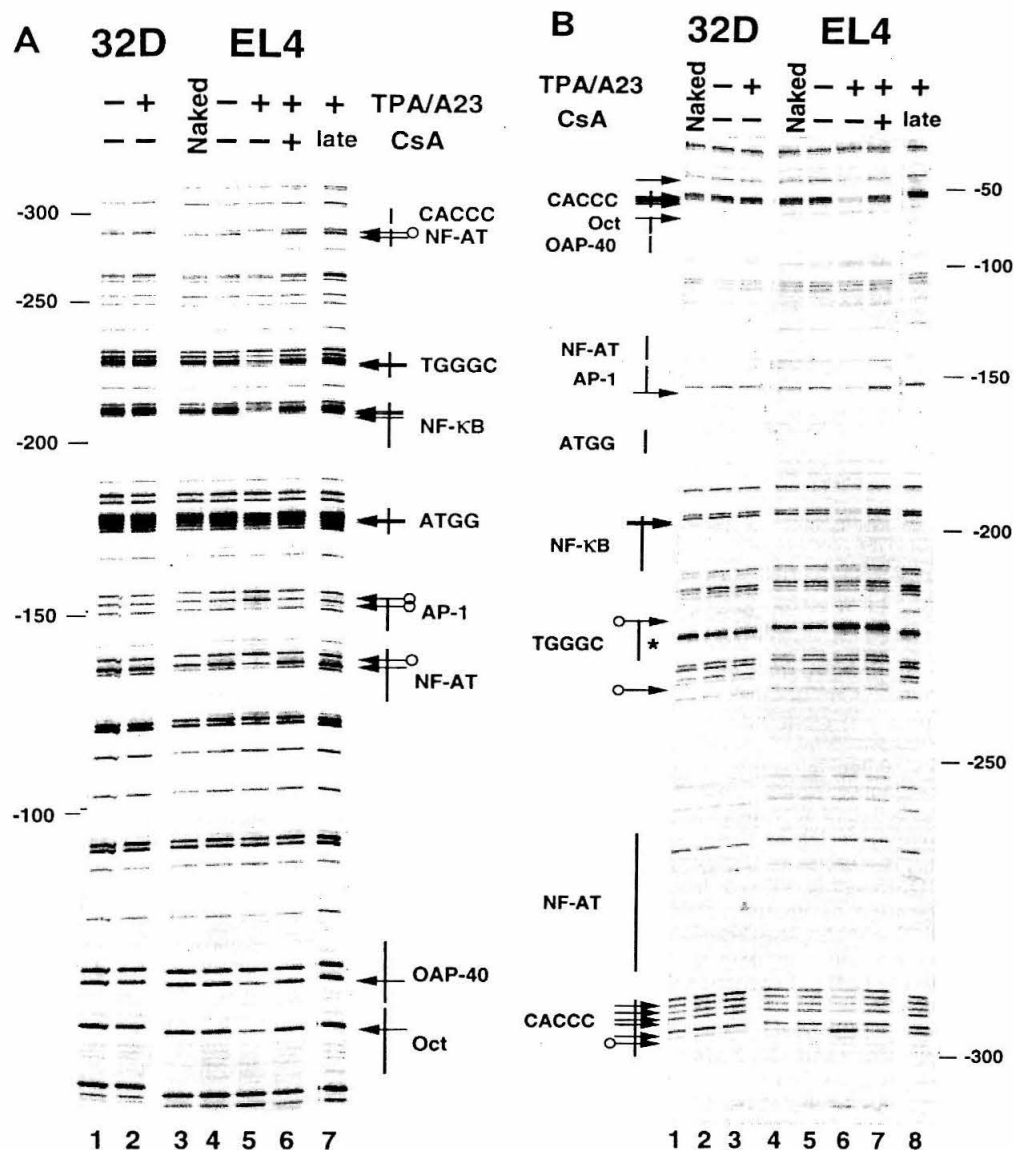 A
32D EL4
− + Naked − + + + TPA/A23
− − − − + late CsA
-300
CACCC
NF-AT
-250
TGGGC
NF-κB
-200
ATGG
-150
AP-1
NF-AT
-100
OAP-40
Oct
1 2 3 4 5 6 7
B
32D EL4
TPA/A23 Naked − + Naked − + + +
CsA − − − − + late
-50
CACCC
Oct
OAP-40
-100
NF-AT
AP-1
-150
ATGG
NF-κB
-200
TGGGC *
-250
NF-AT
CACCC
-300
1 2 3 4 5 6 7 8